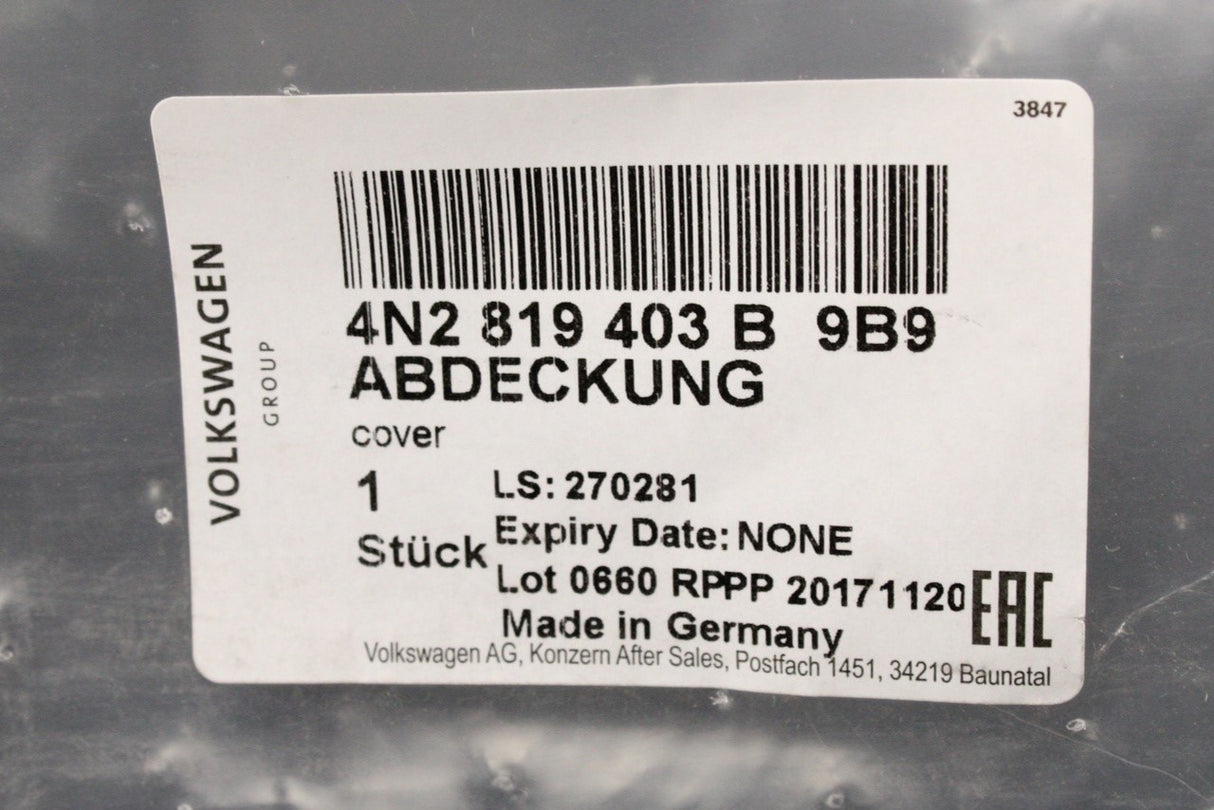 3847
VOLKSWAGEN
GROUP
4N2 819 403 B 9B9
ABDECKUNG
cover
1
Stück
LS: 270281
Expiry Date: NONE
Lot 0660 RPPP 20171120
Made in Germany
EAC
Volkswagen AG, Konzern After Sales, Postfach 1451, 34219 Baunatal